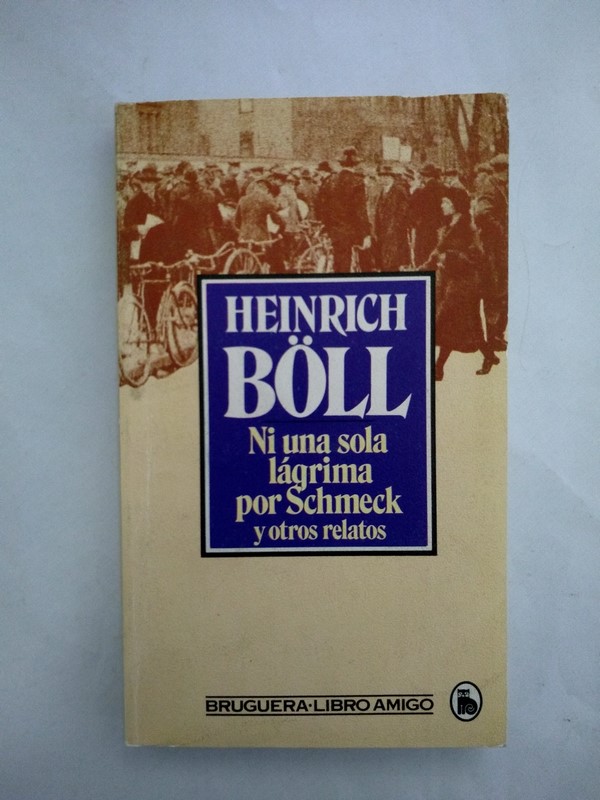 HEINRICH
BÖLL
Ni una sola
lágrima
por Schmeck
y otros relatos
BRUGUERA·LIBRO AMIGO